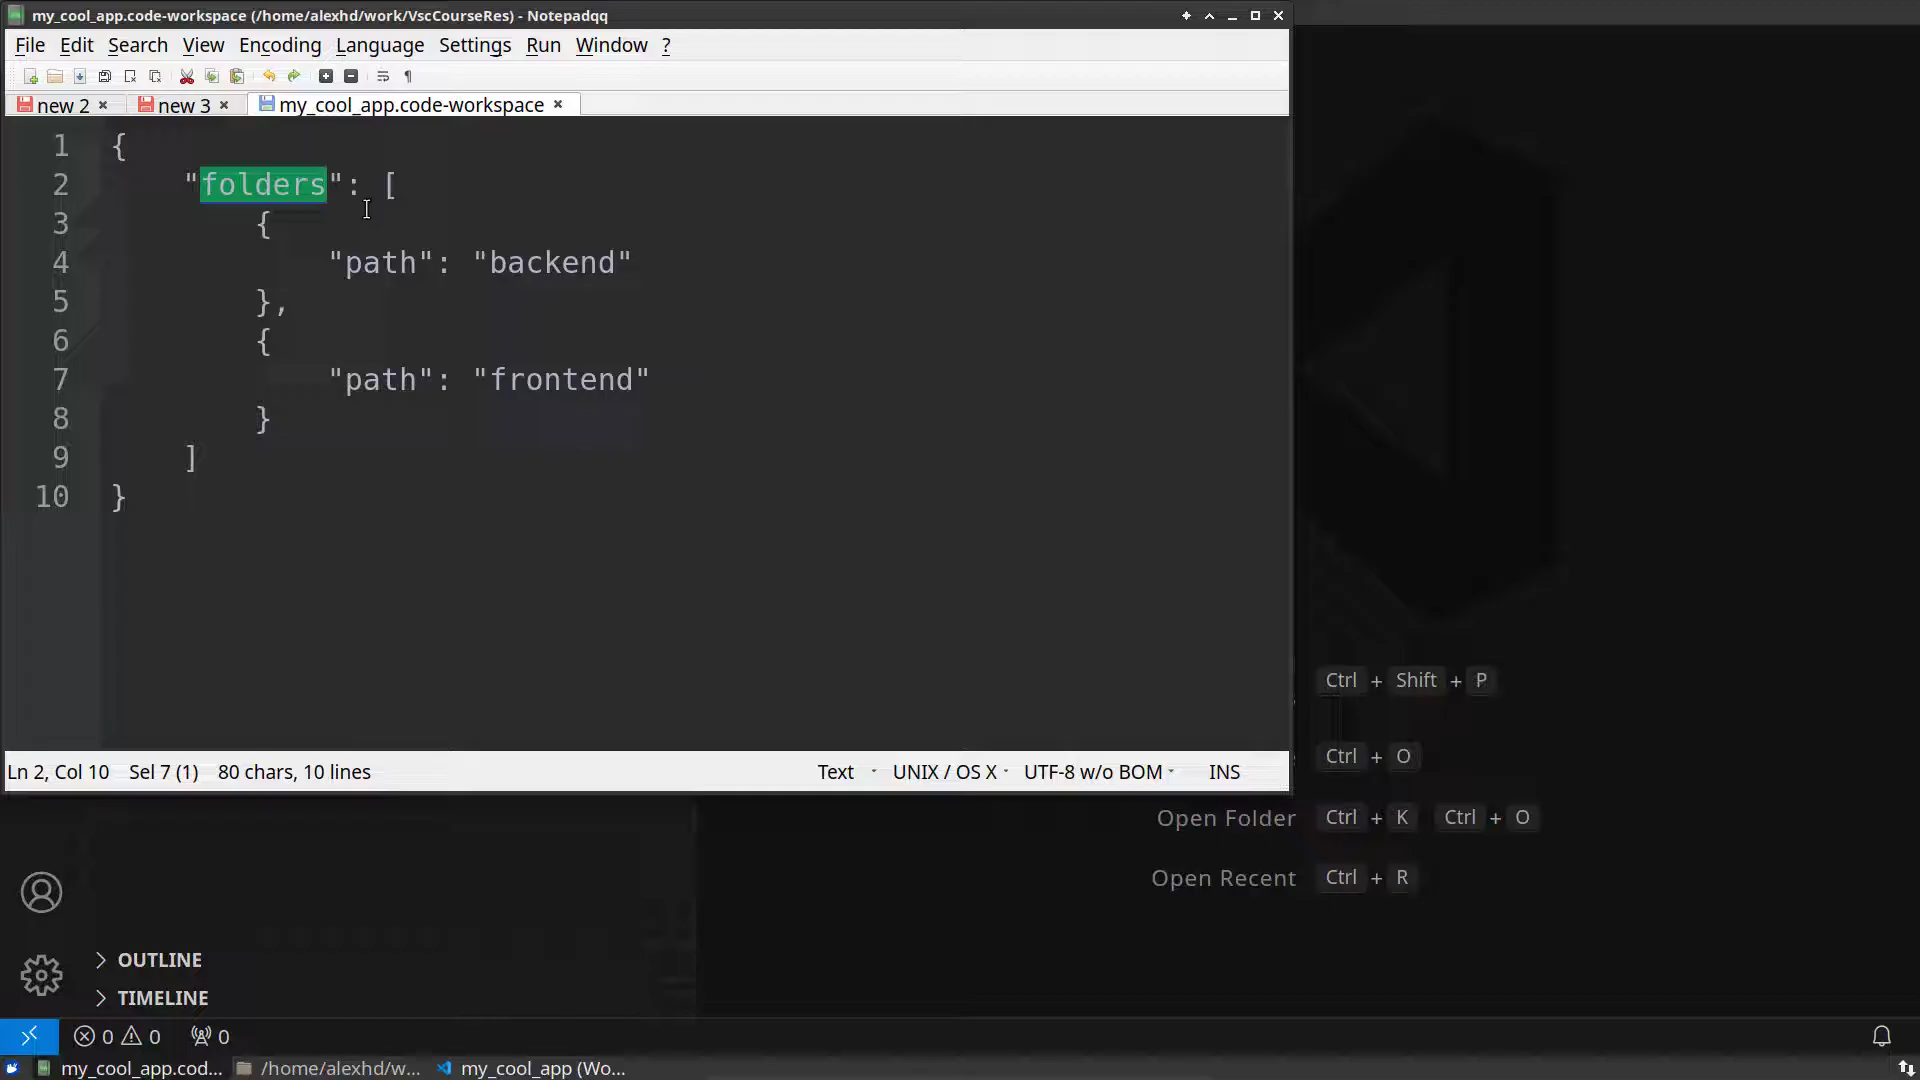 my_cool_app.code-workspace (/home/alexhd/work/VscCourseRes) - Notepadqq
File Edit Search View Encoding Language Settings Run Window ?
new 2 new 3 my_cool_app.code-workspace
1 {
2 "folders": [
3 {
4 "path": "backend"
5 },
6 {
7 "path": "frontend"
8 }
9 ]
10 }
Ctrl + Shift + P
Ctrl + O
Ln 2, Col 10 Sel 7 (1) 80 chars, 10 lines Text UNIX / OS X UTF-8 w/o BOM INS
Open Folder Ctrl + K Ctrl + O
Open Recent Ctrl + R
OUTLINE
TIMELINE
0 0 0
my_cool_app.cod... /home/alexhd/w... my_cool_app (Wo...